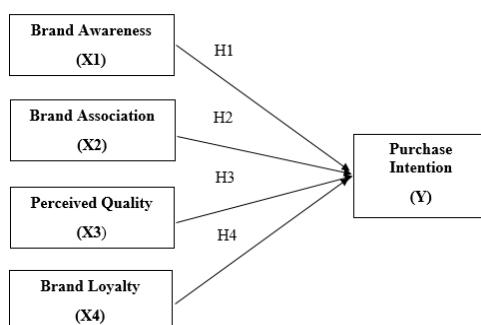 Brand Awareness
(X1)
H1
Brand Association
(X2)
H2
Perceived Quality
(X3)
H3
Brand Loyalty
(X4)
H4
Purchase
Intention
(Y)